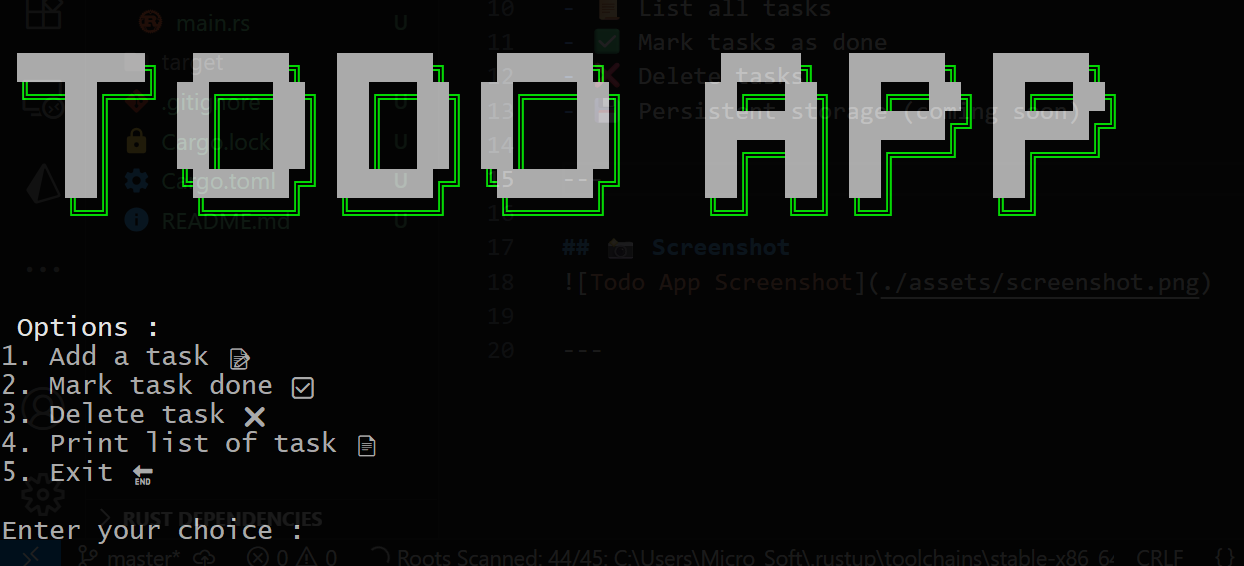 main.rs U
target
.gitignore U
Cargo.lock U
Cargo.toml U
README.md U
10 - 📜 List all tasks
11 - ✅ Mark tasks as done
12 - ❌ Delete tasks
13 - 💾 Persistent storage (coming soon)
14
15 ---
16
17 ## 📷 Screenshot
18 ![Todo App Screenshot](./assets/screenshot.png)
19
20 ---
TODO APP
Options :
1. Add a task 📝
2. Mark task done ☑
3. Delete task ❌
4. Print list of task 📄
5. Exit 🔚
Enter your choice :
RUST DEPENDENCIES
master* 0 0 Roots Scanned: 44/45: C:\Users\Micro_Soft\.rustup\toolchains\stable-x86_64 CRLF {}